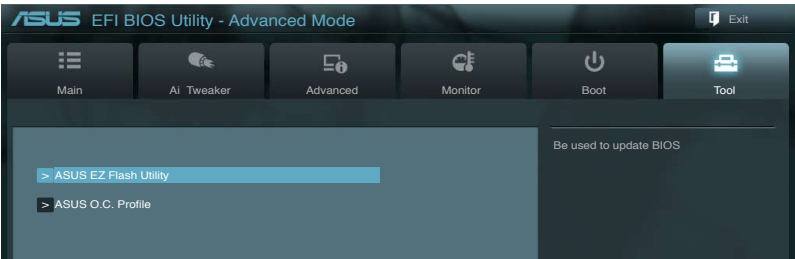 ASUS EFI BIOS Utility - Advanced Mode
Exit
Main
Ai Tweaker
Advanced
Monitor
Boot
Tool
> ASUS EZ Flash Utility
> ASUS O.C. Profile
Be used to update BIOS